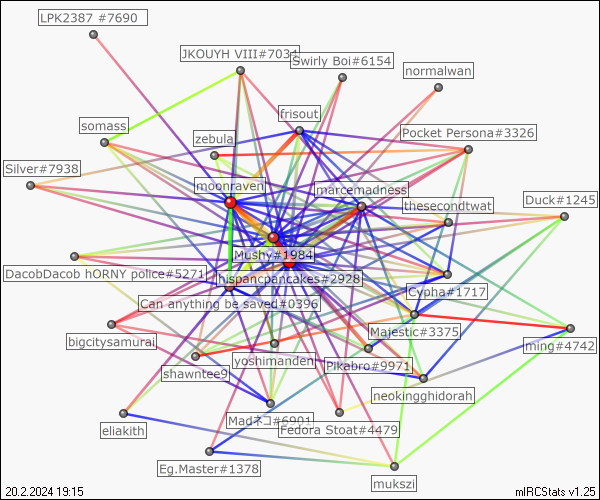 LPK2387 #7690
JKOUYH VIII#7034
Swirly Boi#6154
normalwan
frisout
somass
Pocket Persona#3326
zebula
Silver#7938
moonraven
marcemadness
thesecondtwat
Duck#1245
Mushy#1984
DacobDacob hORNY police#5271
hispancpancakes#2928
Cypha#1717
Can anything be saved#0396
Majestic#3375
bigcitysamurai
ming#4742
yoshimanden
Pikabro#9971
shawntee9
neokingghidorah
Madネコ#6901
Fedora Stoat#4479
eliakith
Eg.Master#1378
mukszi
20.2.2024 19:15
mIRCStats v1.25